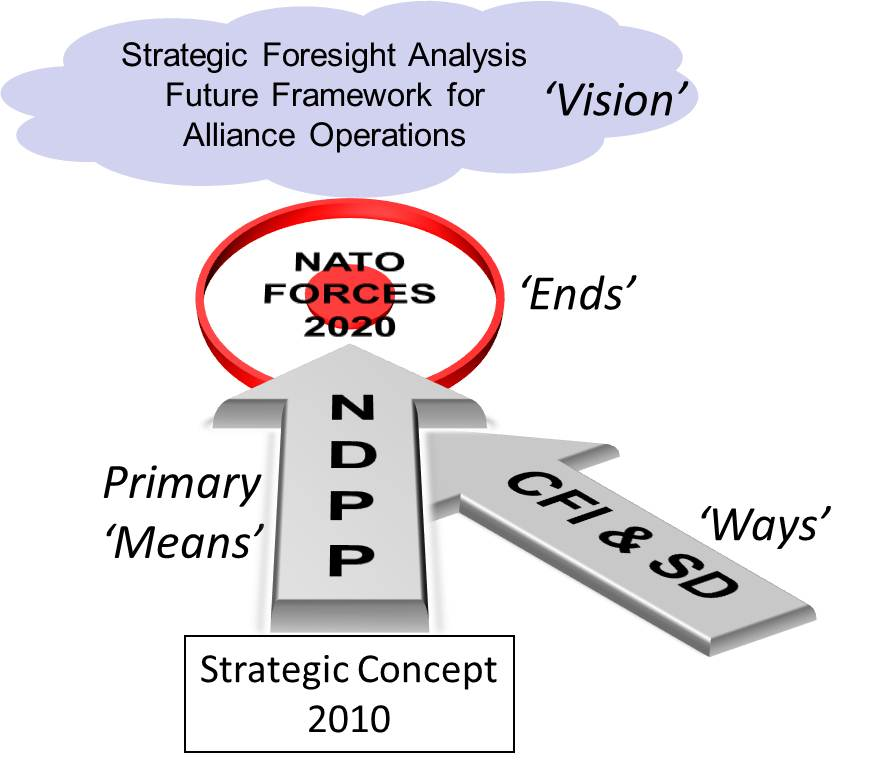 Strategic Foresight Analysis
Future Framework for
Alliance Operations
‘Vision’
NATO
FORCES
2020
‘Ends’
N
D
P
P
Primary
‘Means’
CFI & SD
‘Ways’
Strategic Concept
2010